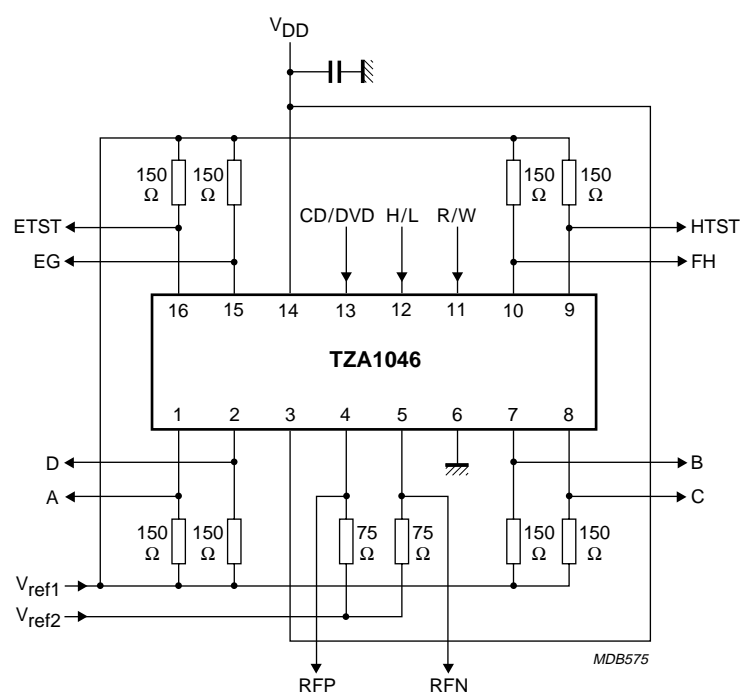 VDD
150 Ω
150 Ω
150 Ω
150 Ω
ETST
CD/DVD H/L R/W
HTST
EG
FH
16 15 14 13 12 11 10 9
TZA1046
1 2 3 4 5 6 7 8
D
B
A
C
150 Ω
150 Ω
75 Ω
75 Ω
150 Ω
150 Ω
Vref1
Vref2
MDB575
RFP
RFN